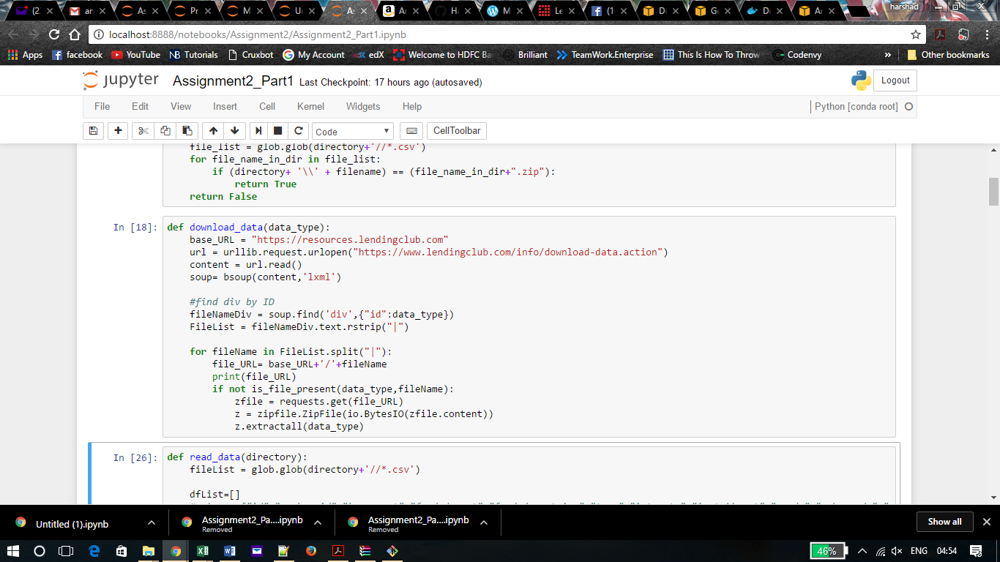 (2
an
As
Pr
M
Un
As
Ar
Ha
M
Le
(1
Do
Ge
Do
Ar
harshad
localhost:8888/notebooks/Assignment2/Assignment2_Part1.ipynb
Apps facebook YouTube NB Tutorials Cruxbot My Account edX Welcome to HDFC Ba Brilliant TeamWork.Enterprise This Is How To Throw Codenvy » Other bookmarks
jupyter Assignment2_Part1 Last Checkpoint: 17 hours ago (autosaved) Logout
File Edit View Insert Cell Kernel Widgets Help Python [conda root]
Code CellToolbar
file_list = glob.glob(directory+'//*.csv')
for file_name_in_dir in file_list:
if (directory+ '\\' + filename) == (file_name_in_dir+".zip"):
return True
return False
In [18]: def download_data(data_type):
base_URL = "https://resources.lendingclub.com"
url = urllib.request.urlopen("https://www.lendingclub.com/info/download-data.action")
content = url.read()
soup= bsoup(content,'lxml')
#find div by ID
fileNameDiv = soup.find('div',{"id":data_type})
FileList = fileNameDiv.text.rstrip("|")
for fileName in FileList.split("|"):
file_URL= base_URL+'/'+fileName
print(file_URL)
if not is_file_present(data_type,fileName):
zfile = requests.get(file_URL)
z = zipfile.ZipFile(io.BytesIO(zfile.content))
z.extractall(data_type)
In [26]: def read_data(directory):
fileList = glob.glob(directory+'//*.csv')
dfList=[]
Untitled (1).ipynb
Assignment2_Pa....ipynb
Removed
Assignment2_Pa....ipynb
Removed
Show all
46% ENG 04:54